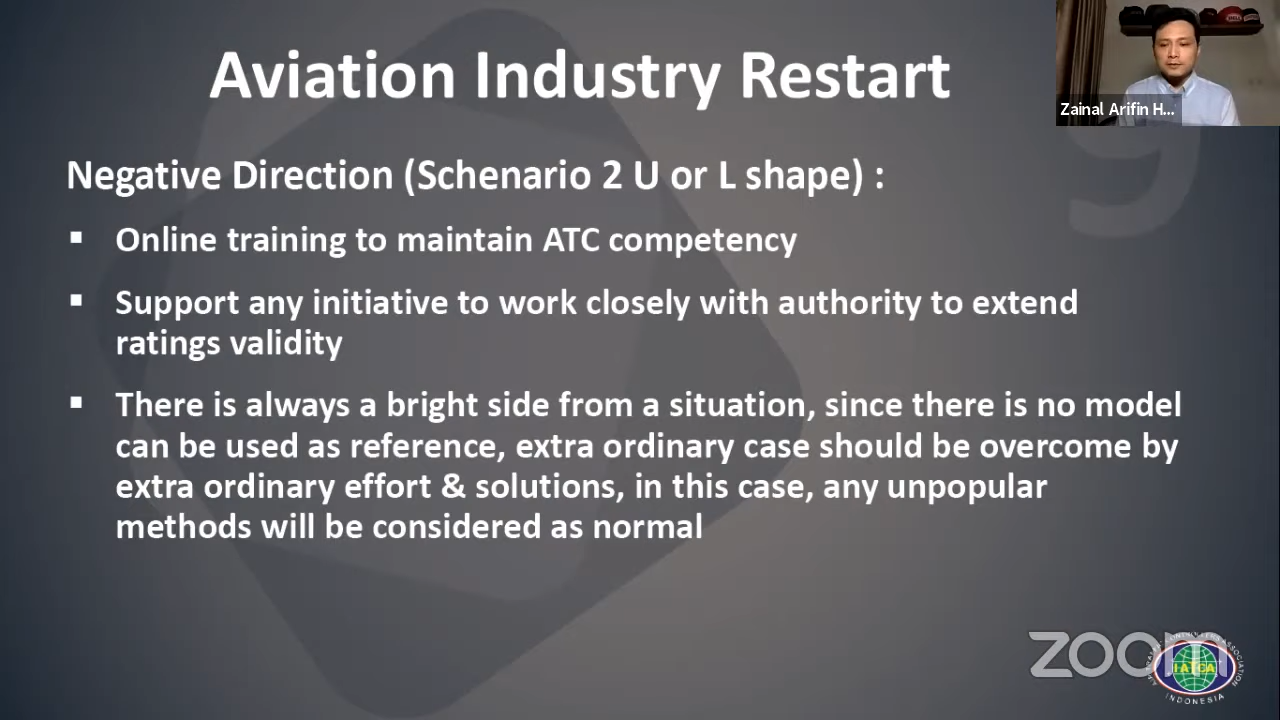 Aviation Industry Restart
Zainal Arifin H...
Negative Direction (Schenario 2 U or L shape) :
▪ Online training to maintain ATC competency
▪ Support any initiative to work closely with authority to extend
ratings validity
▪ There is always a bright side from a situation, since there is no model
can be used as reference, extra ordinary case should be overcome by
extra ordinary effort & solutions, in this case, any unpopular
methods will be considered as normal
9
zoom
IATCA
INDONESIA